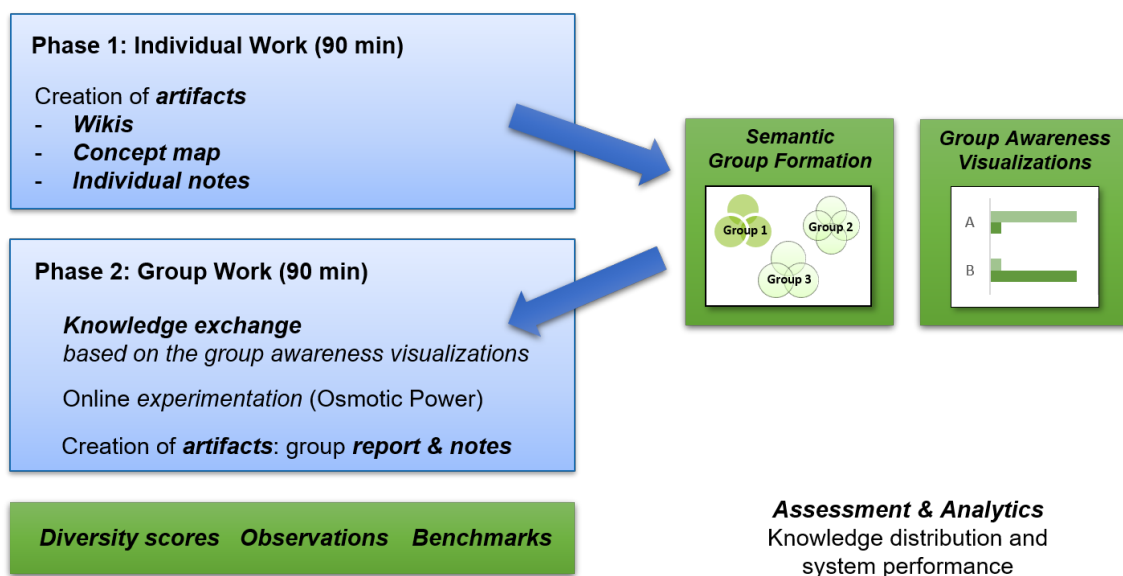 Phase 1: Individual Work (90 min)
Creation of artifacts
- Wikis
- Concept map
- Individual notes
Semantic
Group Formation
Group 1
Group 2
Group 3
Group Awareness
Visualizations
A
B
Phase 2: Group Work (90 min)
Knowledge exchange
based on the group awareness visualizations
Online experimentation (Osmotic Power)
Creation of artifacts: group report & notes
Diversity scores Observations Benchmarks
Assessment & Analytics
Knowledge distribution and
system performance